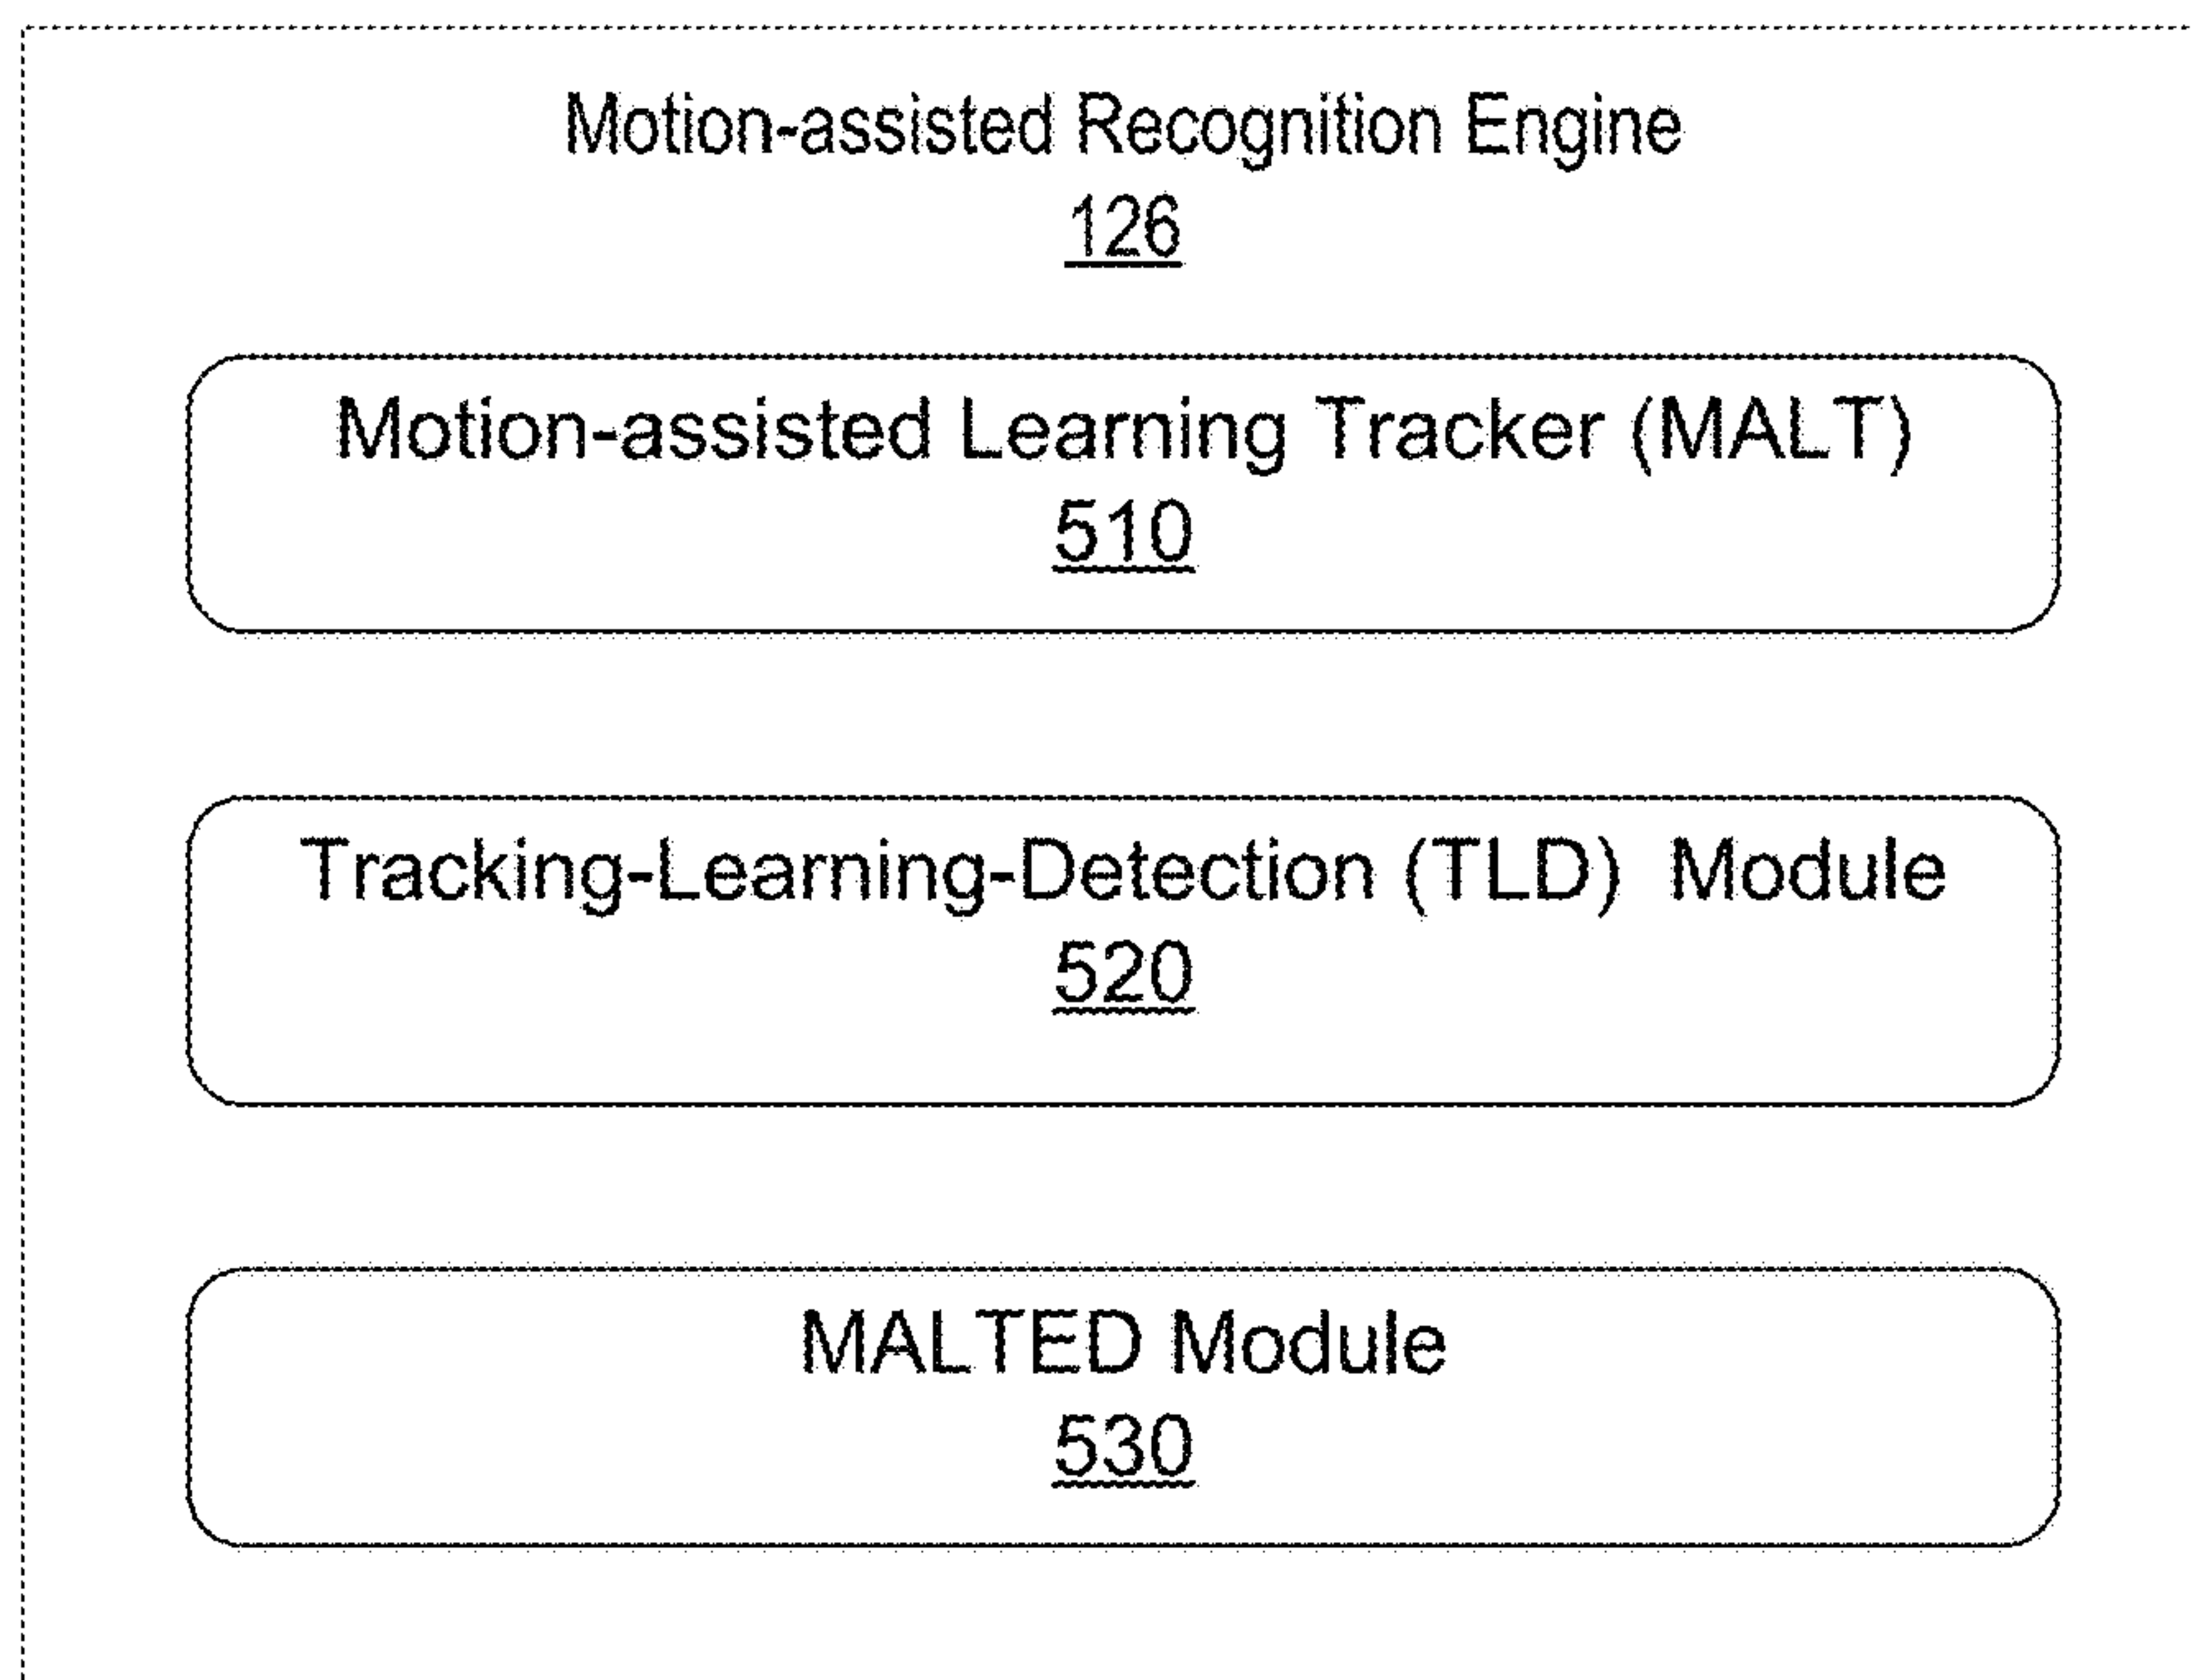 Motion-assisted Recognition Engine
126
Motion-assisted Learning Tracker (MALT)
510
Tracking-Learning-Detection (TLD) Module
520
MALTED Module
530